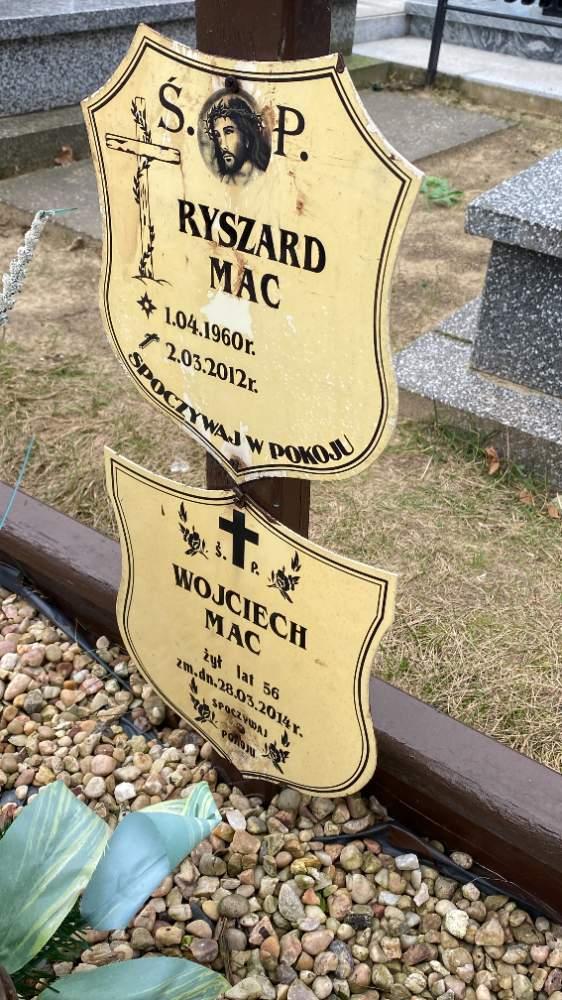 Ś. P.
RYSZARD
MAC
1.04.1960r.
2.03.2012r.
SPOCZYWAJ W POKOJU
Ś. P.
WOJCIECH
MAC
żył lat 56
zm.dn.28.03.2014r.
SPOCZYWAJ
W
POKOJU